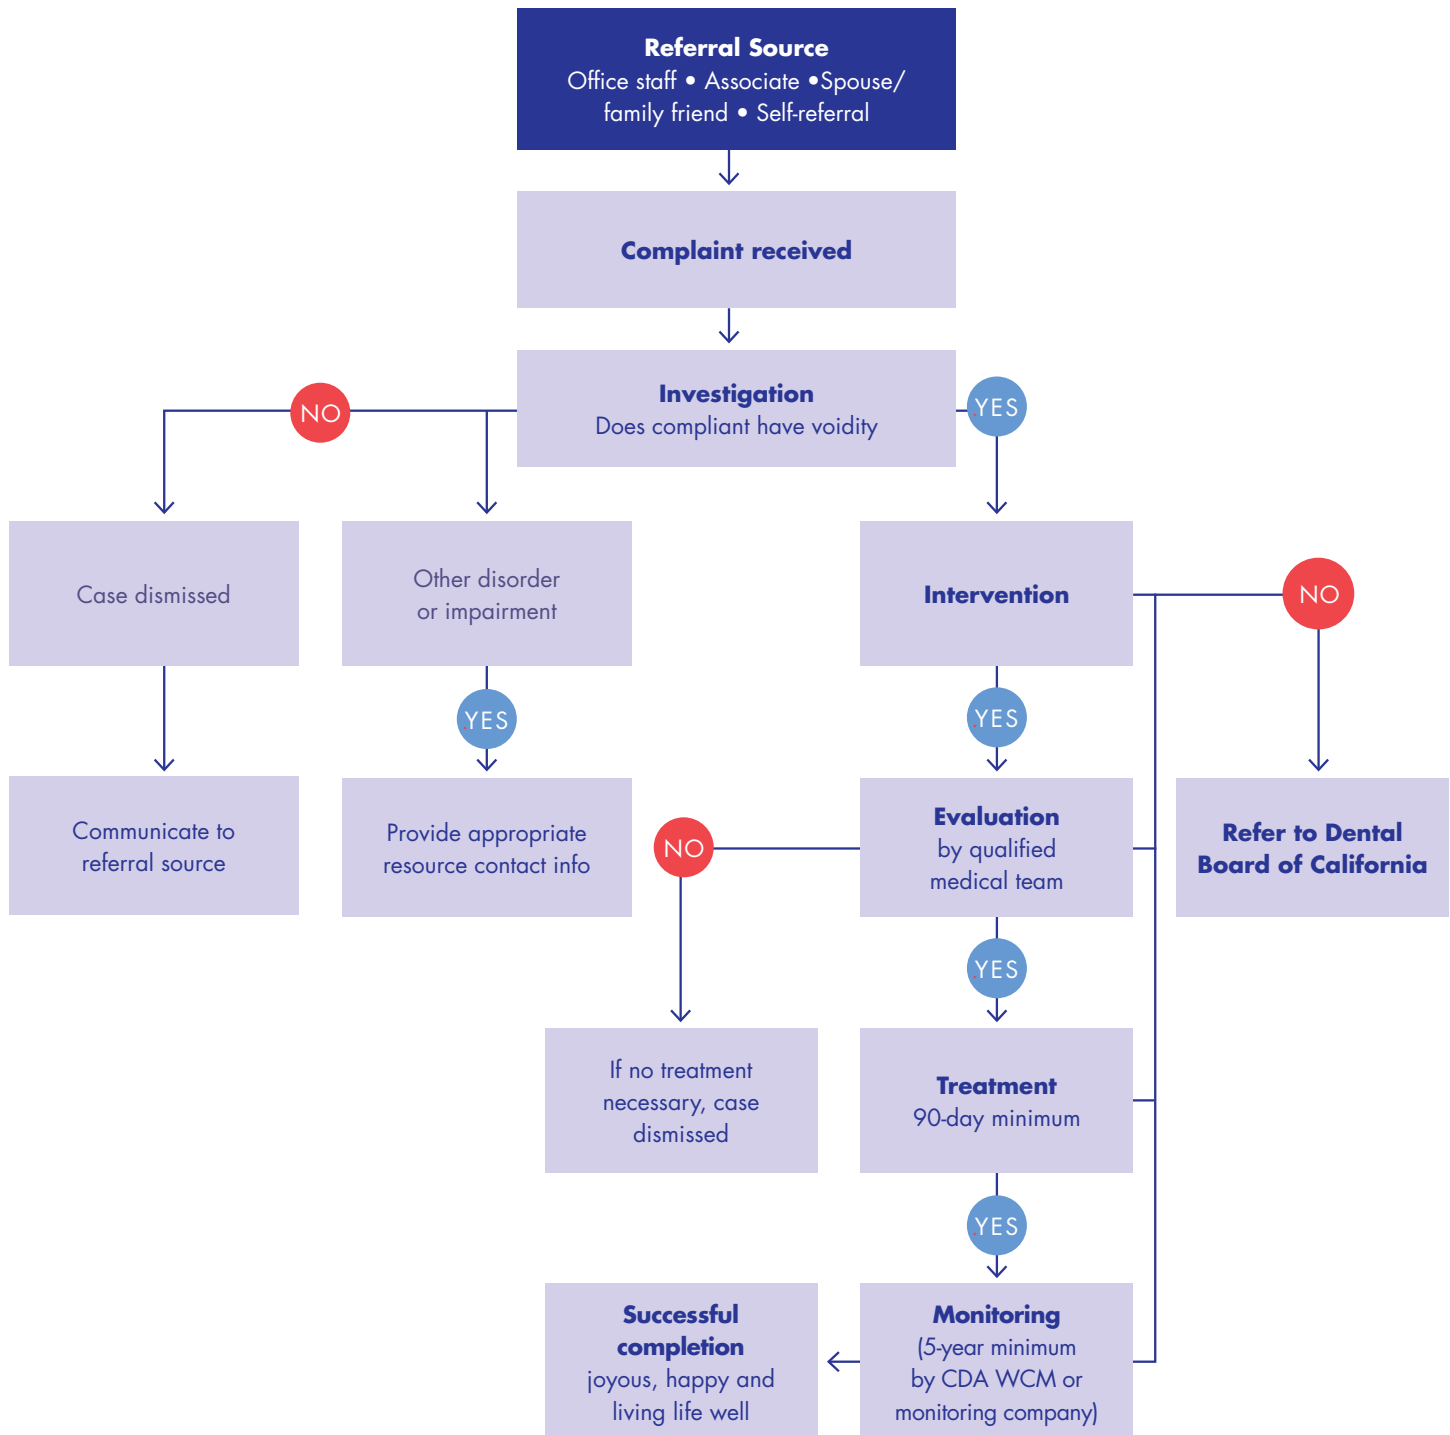 Referral Source
Office staff • Associate •Spouse/
family friend • Self-referral
Complaint received
Investigation
Does compliant have voidity
NO
YES
Case dismissed
Other disorder
or impairment
Intervention
NO
YES
YES
Communicate to
referral source
Provide appropriate
resource contact info
NO
Evaluation
by qualified
medical team
Refer to Dental
Board of California
YES
If no treatment
necessary, case
dismissed
Treatment
90-day minimum
YES
Successful
completion
joyous, happy and
living life well
Monitoring
(5-year minimum
by CDA WCM or
monitoring company)